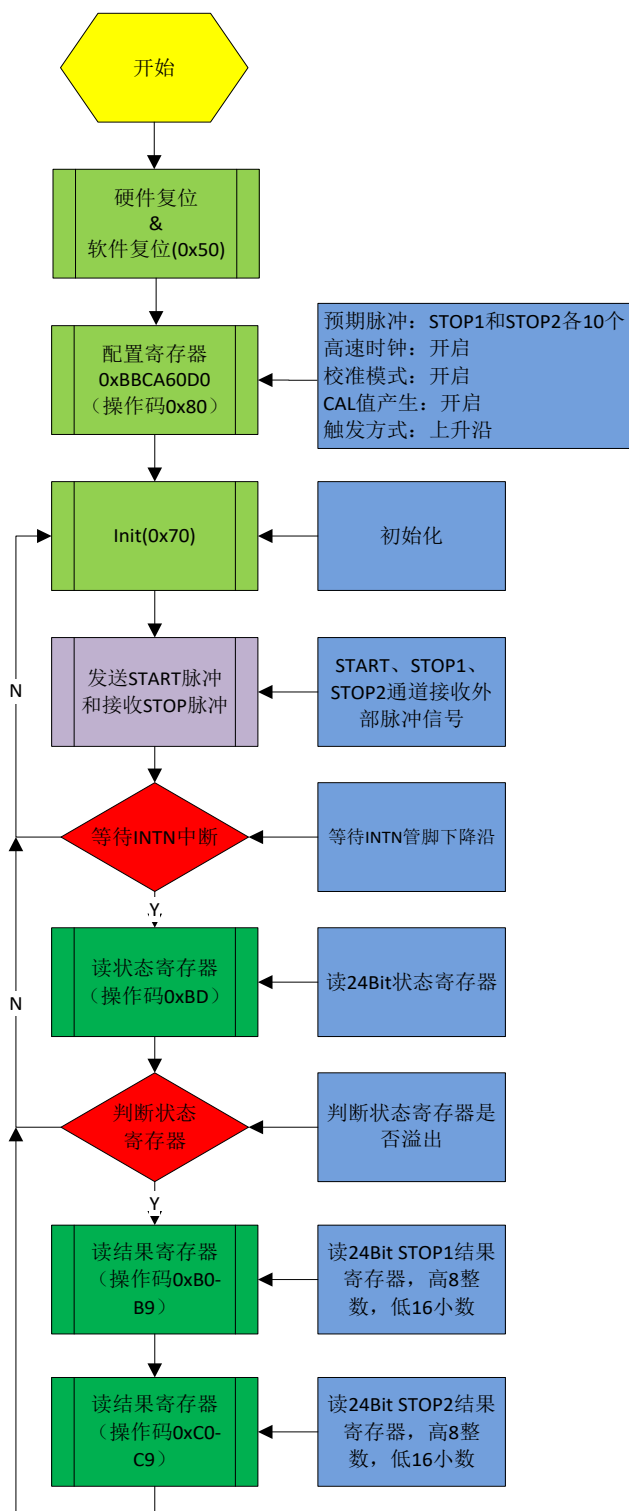 开始
硬件复位
&
软件复位(0x50)
配置寄存器
0xBBCA60D0
（操作码0x80）
预期脉冲：STOP1和STOP2各10个
高速时钟：开启
校准模式：开启
CAL值产生：开启
触发方式：上升沿
Init(0x70)
初始化
发送START脉冲
和接收STOP脉冲
START、STOP1、
STOP2通道接收外
部脉冲信号
N
等待INTN中断
等待INTN管脚下降沿
Y
读状态寄存器
（操作码0xBD）
读24Bit状态寄存器
N
判断状态
寄存器
判断状态寄存器是
否溢出
Y
读结果寄存器
（操作码0xB0-
B9）
读24Bit STOP1结果
寄存器，高8整
数，低16小数
读结果寄存器
（操作码0xC0-
C9）
读24Bit STOP2结果
寄存器，高8整
数，低16小数